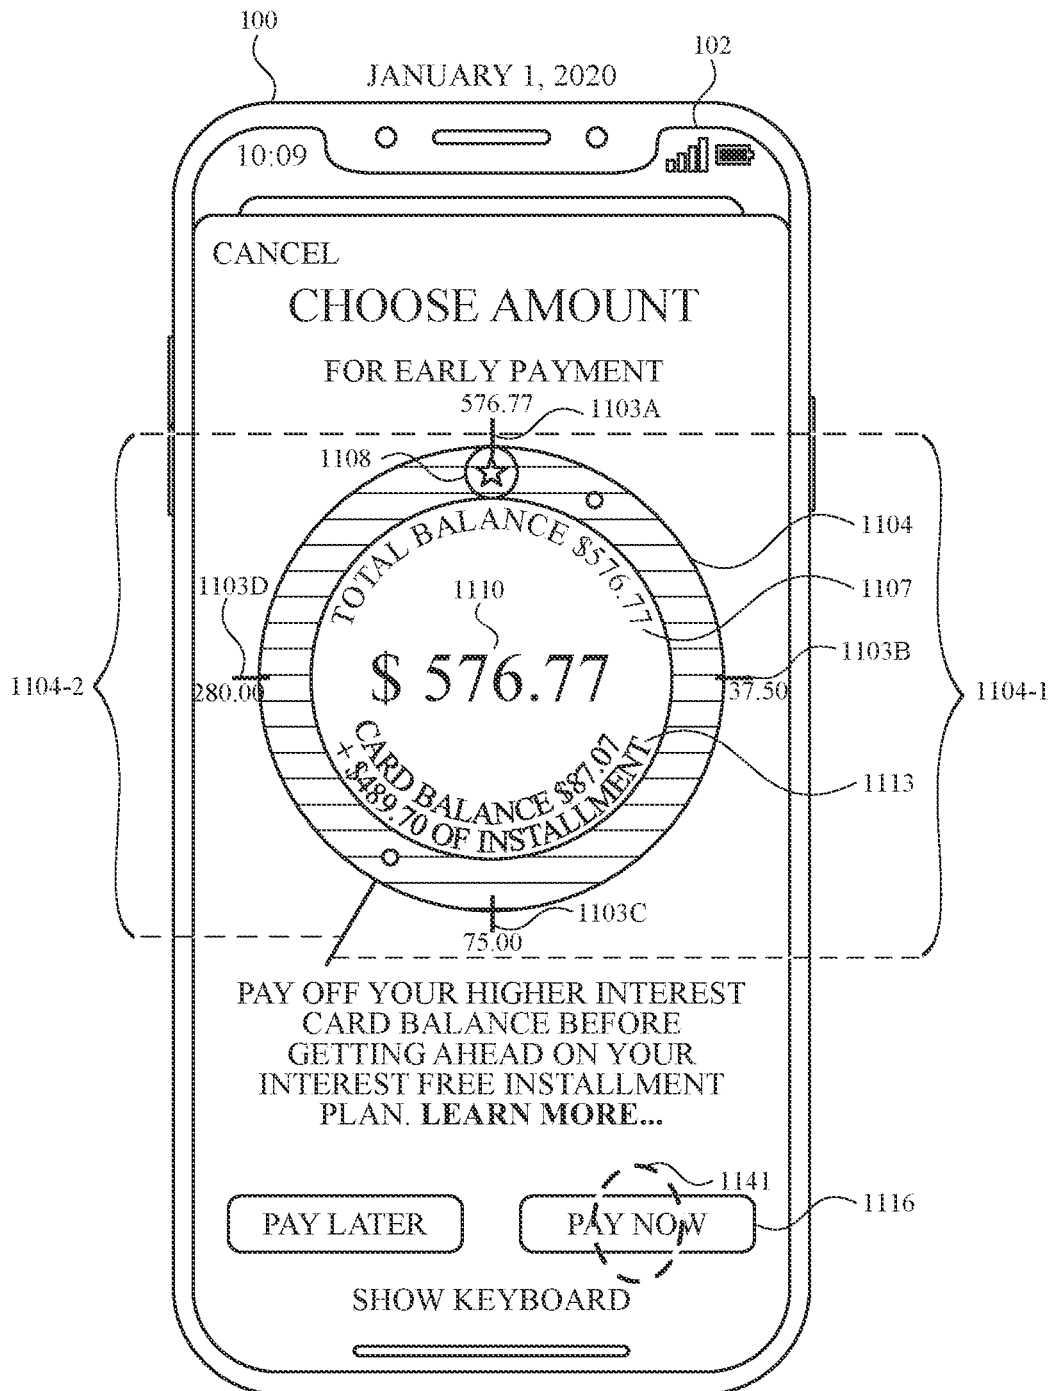 100
102
JANUARY 1, 2020
10:09
CANCEL
CHOOSE AMOUNT
FOR EARLY PAYMENT
576.77
1103A
1108
1104
TOTAL BALANCE $576.77
1103D
1110
1107
$ 576.77
1103B
1104-2
280.00
37.50
1104-1
CARD BALANCE $87.07
+ $489.70 OF INSTALLMENT
1113
1103C
75.00
PAY OFF YOUR HIGHER INTEREST
CARD BALANCE BEFORE
GETTING AHEAD ON YOUR
INTEREST FREE INSTALLMENT
PLAN. LEARN MORE...
1141
1116
PAY LATER
PAY NOW
SHOW KEYBOARD